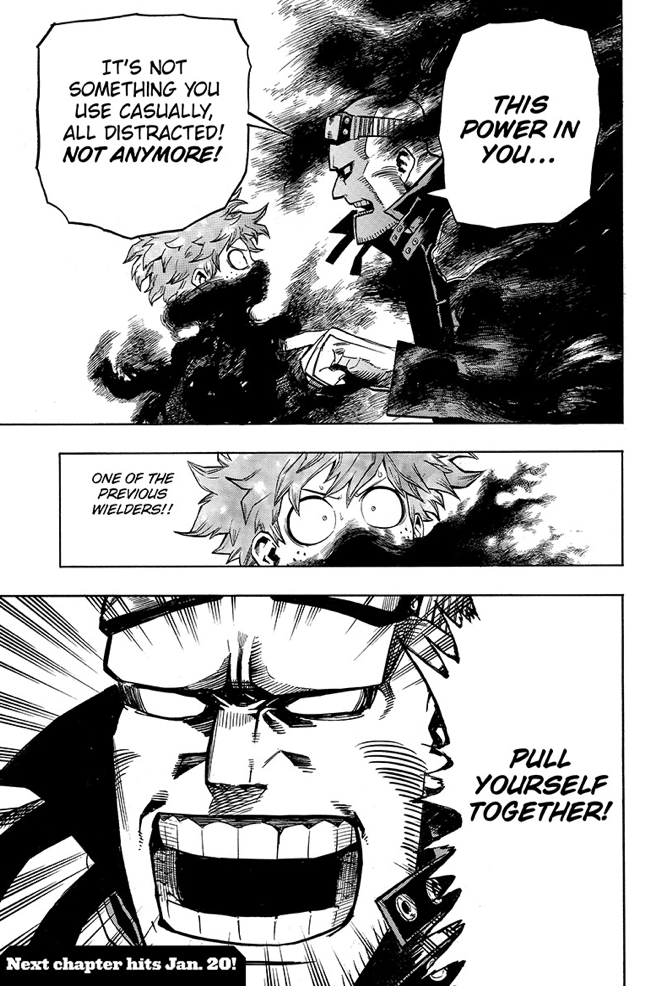 THIS
POWER IN
YOU...
IT'S NOT
SOMETHING YOU
USE CASUALLY,
ALL DISTRACTED!
NOT ANYMORE!
ONE OF THE
PREVIOUS
WIELDERS!!
PULL
YOURSELF
TOGETHER!
Next chapter hits Jan. 20!